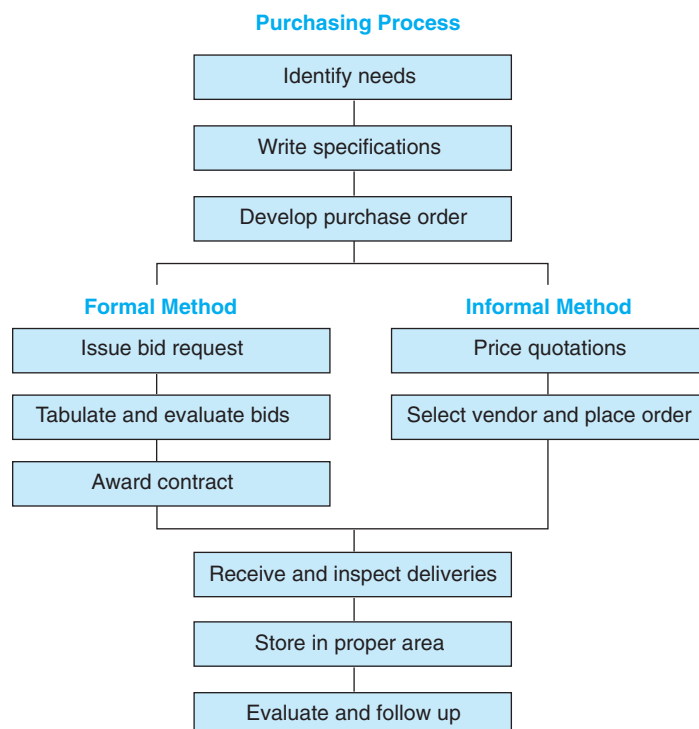 Purchasing Process
Identify needs
Write specifications
Develop purchase order
Formal Method
Issue bid request
Tabulate and evaluate bids
Award contract
Informal Method
Price quotations
Select vendor and place order
Receive and inspect deliveries
Store in proper area
Evaluate and follow up